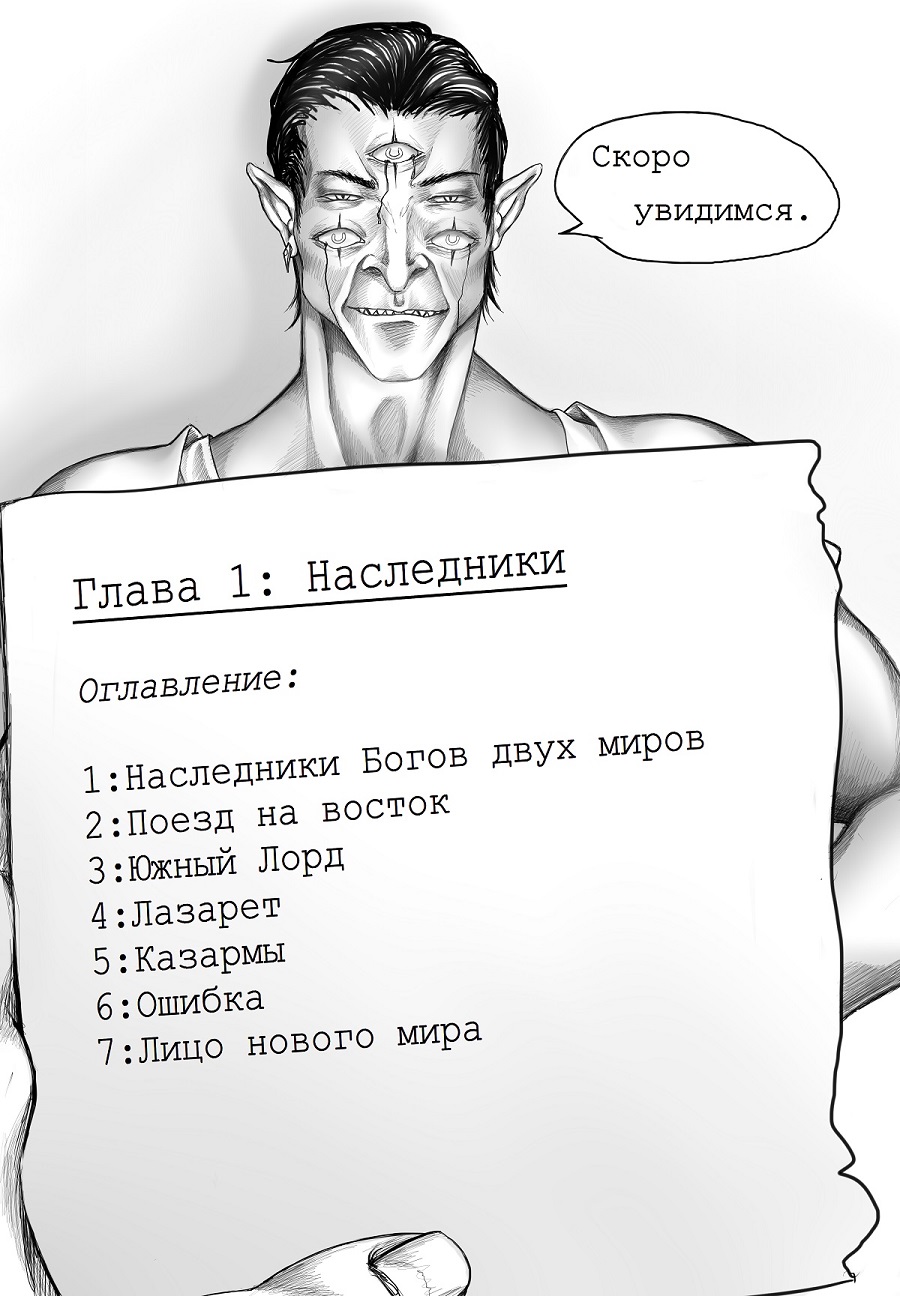 Скоро
увидимся.
Глава 1: Наследники
Оглавление:
1:Наследники Богов двух миров
2:Поезд на восток
3:Южный Лорд
4:Лазарет
5:Казармы
6:Ошибка
7:Лицо нового мира